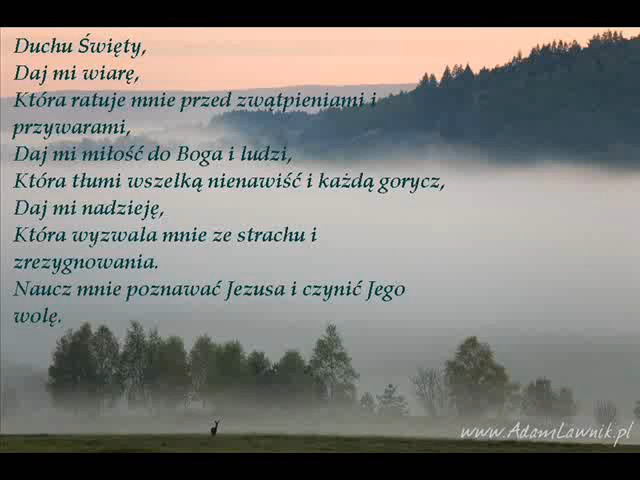 Duchu Święty,
Daj mi wiarę,
Która ratuje mnie przed zwątpieniami i
przywarami,
Daj mi miłość do Boga i ludzi,
Która tłumi wszelką nienawiść i każdą gorycz,
Daj mi nadzieję,
Która wyzwala mnie ze strachu i
zrezygnowania.
Naucz mnie poznawać Jezusa i czynić Jego
wolę.
www.AdamLawnik.pl